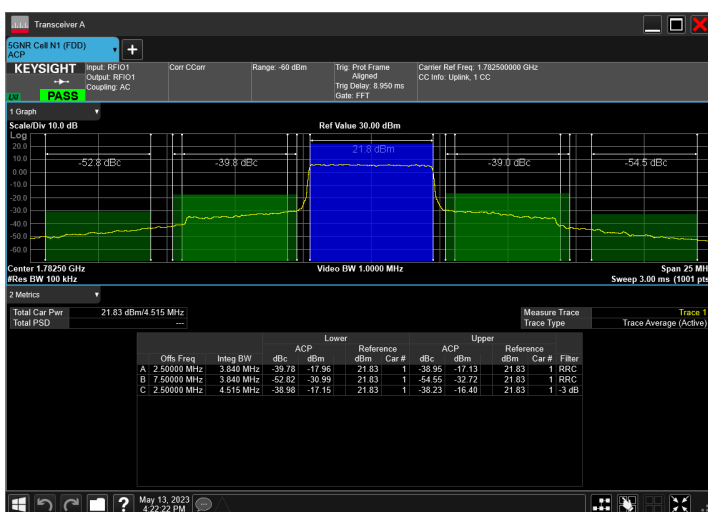 Transceiver A
5GNR Cell N1 (FDD)
ACP
KEYSIGHT
LXI
PASS
Input: RFIO1
Output: RFIO1
Coupling: AC
Corr CCorr
Range: -60 dBm
Trig: Prot Frame
Aligned
Trig Delay: 8.950 ms
Gate: FFT
Carrier Ref Freq: 1.782500000 GHz
CC Info: Uplink, 1 CC
1 Graph
Scale/Div 10.0 dB
Ref Value 30.00 dBm
Log
20.0
10.0
0.00
-10.0
-20.0
-30.0
-40.0
-50.0
-60.0
-52.8 dBc
-39.8 dBc
21.8 dBm
-39.0 dBc
-54.5 dBc
Center 1.78250 GHz
Video BW 1.0000 MHz
Span 25 MH
#Res BW 100 kHz
Sweep 3.00 ms (1001 pts
2 Metrics
Total Car Pwr 21.83 dBm/4.515 MHz
Measure Trace Trace 1
Total PSD ---
Trace Type Trace Average (Active)
Lower Upper
ACP Reference ACP Reference
Offs Freq Integ BW dBc dBm dBm Car # dBc dBm dBm Car # Filter
A 2.50000 MHz 3.840 MHz -39.78 -17.96 21.83 1 -38.95 -17.13 21.83 1 RRC
B 7.50000 MHz 3.840 MHz -52.82 -30.99 21.83 1 -54.55 -32.72 21.83 1 RRC
C 2.50000 MHz 4.515 MHz -38.98 -17.15 21.83 1 -38.23 -16.40 21.83 1 -3 dB
May 13, 2023
4:22:22 PM